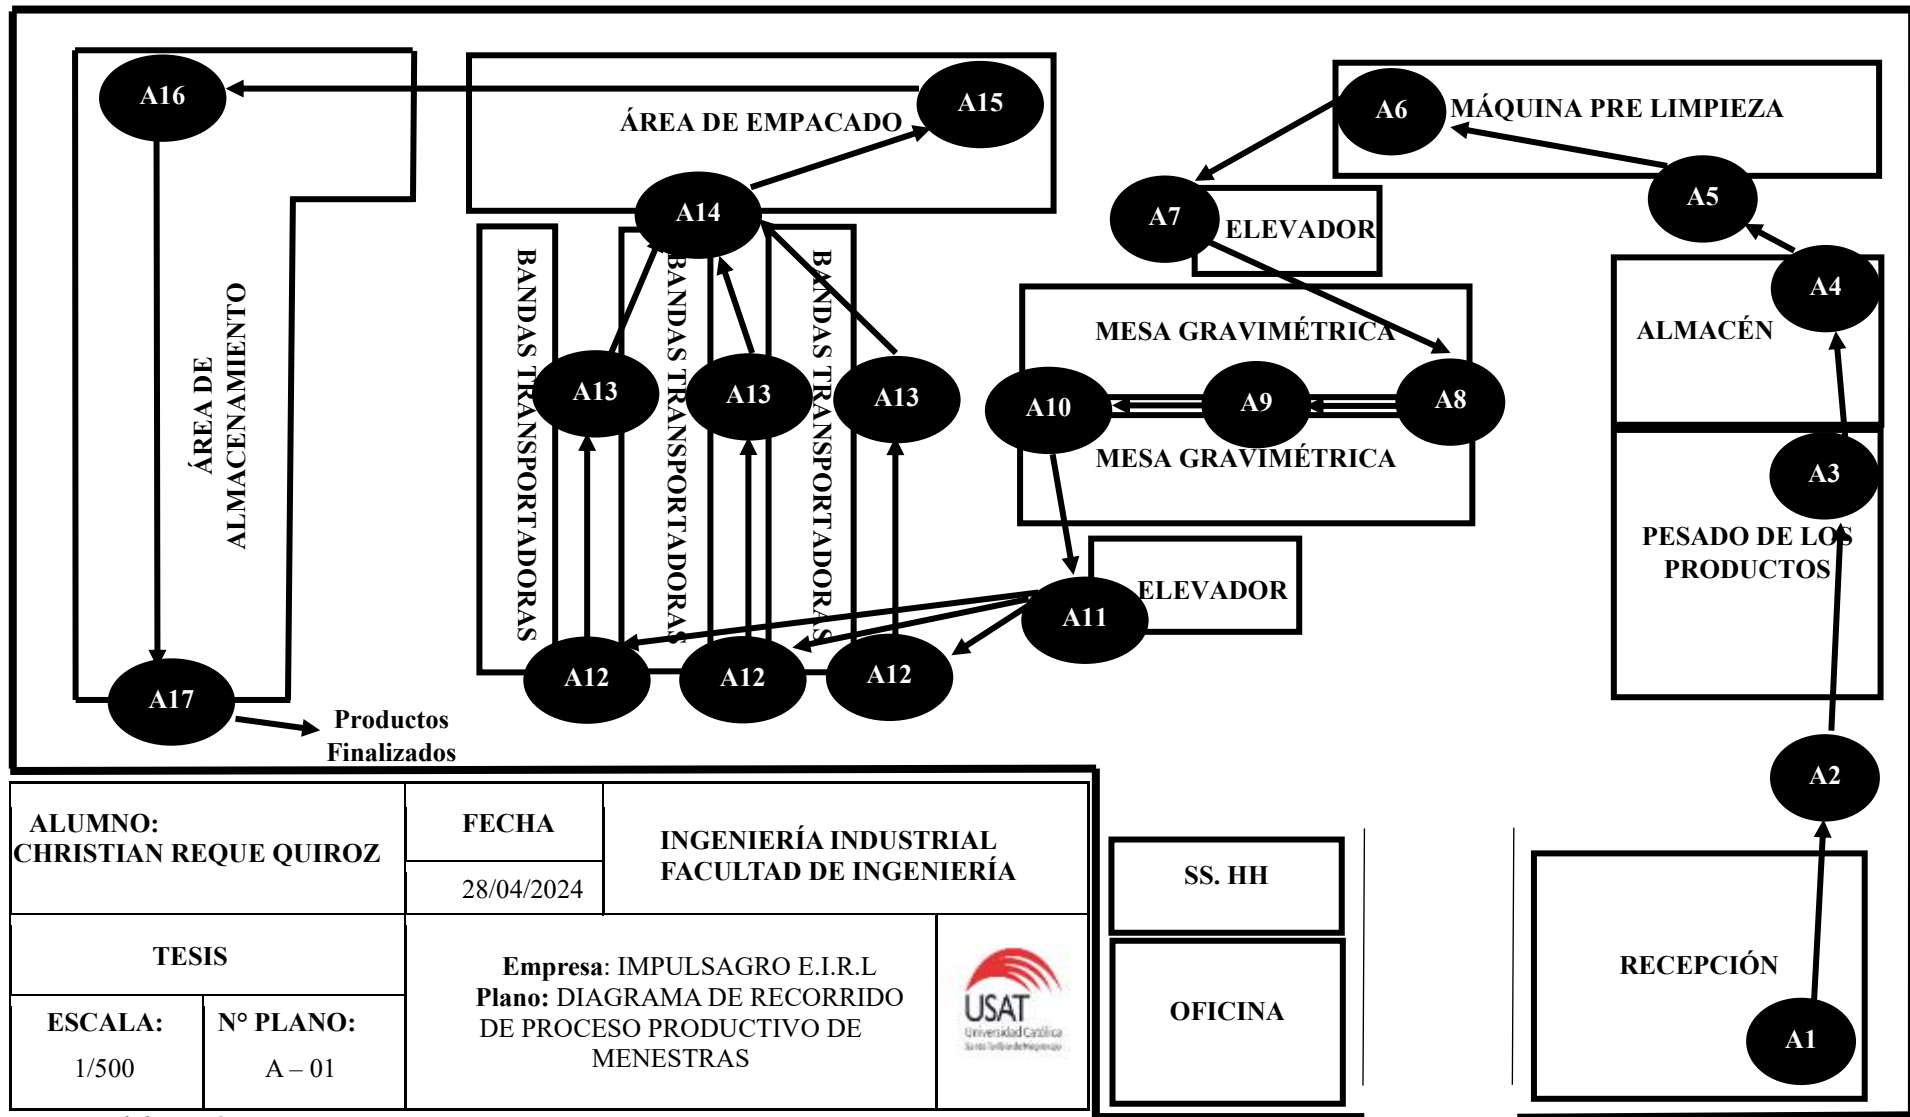 A16
A15
ÁREA DE EMPACADO
A6
MÁQUINA PRE LIMPIEZA
A5
A14
A7
ELEVADOR
A4
ALMACÉN
ÁREA DE
ALMACENAMIENTO
BANDAS TRANSPORTADORAS
BANDAS TRANSPORTADORAS
BANDAS TRANSPORTADORAS
A13
A13
A13
MESA GRAVIMÉTRICA
A10
A9
A8
MESA GRAVIMÉTRICA
A3
PESADO DE LOS
PRODUCTOS
ELEVADOR
A11
A12
A12
A12
A17
Productos
Finalizados
A2
ALUMNO:
CHRISTIAN REQUE QUIROZ
FECHA
28/04/2024
INGENIERÍA INDUSTRIAL
FACULTAD DE INGENIERÍA
TESIS
ESCALA:
1/500
N° PLANO:
A – 01
Empresa: IMPULSAGRO E.I.R.L
Plano: DIAGRAMA DE RECORRIDO
DE PROCESO PRODUCTIVO DE
MENESTRAS
USAT
Universidad Católica
Santo Toribio de Mogrovejo
SS. HH
OFICINA
RECEPCIÓN
A1